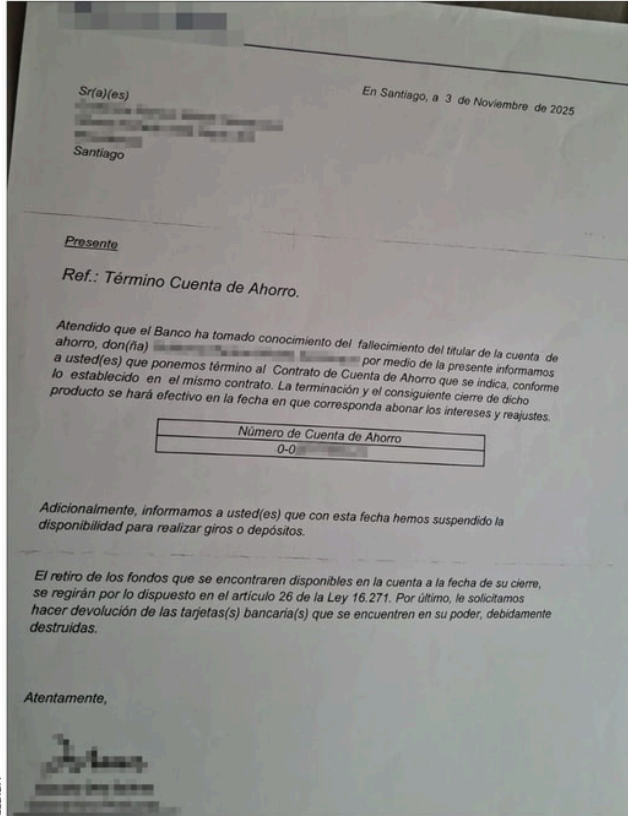 En Santiago, a 3 de Noviembre de 2025
Sr(a)(es)
Santiago
Presente
Ref.: Término Cuenta de Ahorro.
Atendido que el Banco ha tomado conocimiento del fallecimiento del titular de la cuenta de
ahorro, don(ña) por medio de la presente informamos
a usted(es) que ponemos término al Contrato de Cuenta de Ahorro que se indica, conforme
lo establecido en el mismo contrato. La terminación y el consiguiente cierre de dicho
producto se hará efectivo en la fecha en que corresponda abonar los intereses y reajustes.
Número de Cuenta de Ahorro
0-0
Adicionalmente, informamos a usted(es) que con esta fecha hemos suspendido la
disponibilidad para realizar giros o depósitos.
El retiro de los fondos que se encontraren disponibles en la cuenta a la fecha de su cierre,
se regirán por lo dispuesto en el artículo 26 de la Ley 16.271. Por último, le solicitamos
hacer devolución de las tarjetas(s) bancaria(s) que se encuentren en su poder, debidamente
destruidas.
Atentamente,